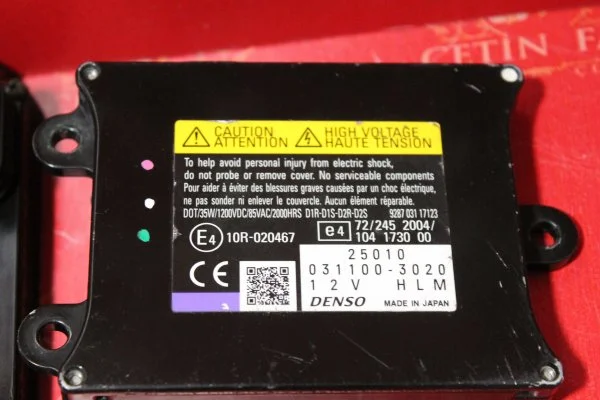 ÇETİN
CAUTION
ATTENTION
HIGH VOLTAGE
HAUTE TENSION
To help avoid personal injury from electric shock,
do not probe or remove cover. No serviceable components
Pour aider à éviter des blessures graves causées par un choc électrique,
ne pas sonder ni enlever le couvercle. Aucun élément réparable.
DOT/35W/1200VDC/85VAC/2000HRS D1R-D1S-D2R-D2S 9287 031 17123
E4 10R-020467
e4 72/245 2004/
104 1730 00
CE
25010
031100-3020
12V HLM
DENSO MADE IN JAPAN